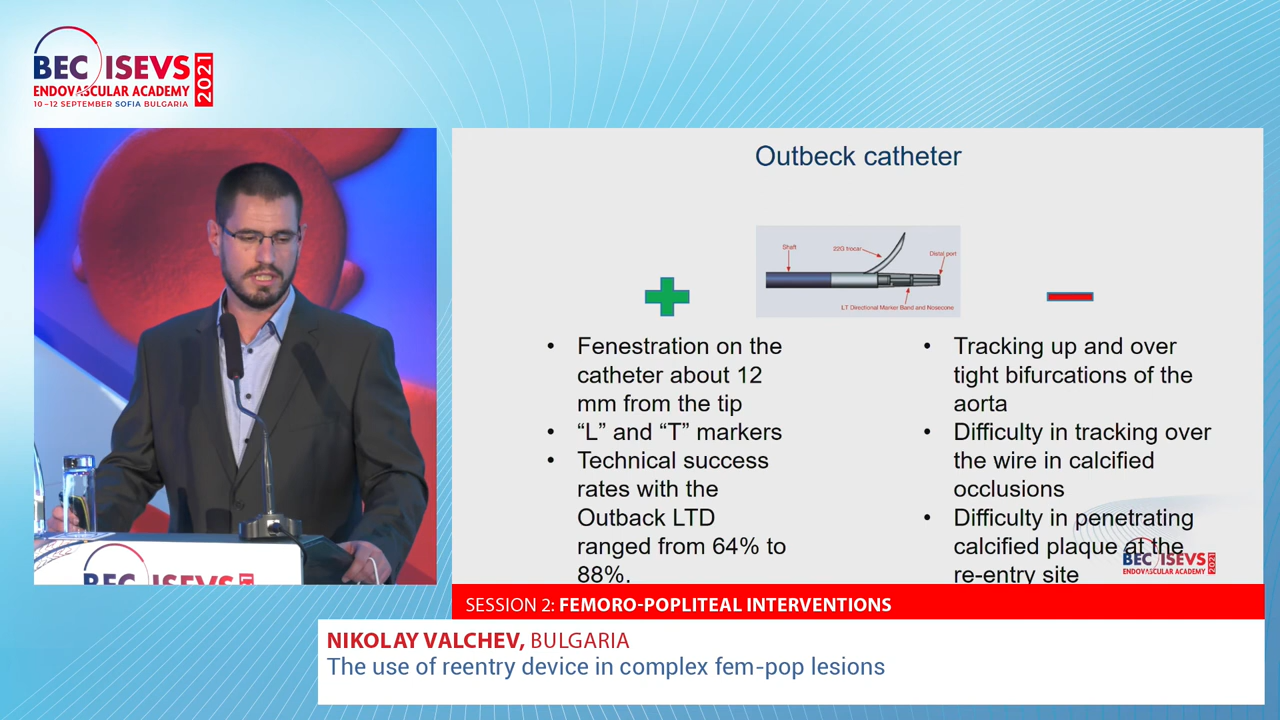 BEC ISEVS
ENDOVASCULAR ACADEMY
2021
10–12 SEPTEMBER SOFIA BULGARIA
Outbeck catheter
Shaft
22G trocar
Distal port
LT Directional Marker Band and Nosecone
• Fenestration on the
catheter about 12
mm from the tip
• “L” and “T” markers
• Technical success
rates with the
Outback LTD
ranged from 64% to
88%.
• Tracking up and over
tight bifurcations of the
aorta
• Difficulty in tracking over
the wire in calcified
occlusions
• Difficulty in penetrating
calcified plaque at the
re-entry site
BEC ISEVS
ENDOVASCULAR ACADEMY
2021
BEC ISEVS
SESSION 2: FEMORO-POPLITEAL INTERVENTIONS
NIKOLAY VALCHEV, BULGARIA
The use of reentry device in complex fem-pop lesions